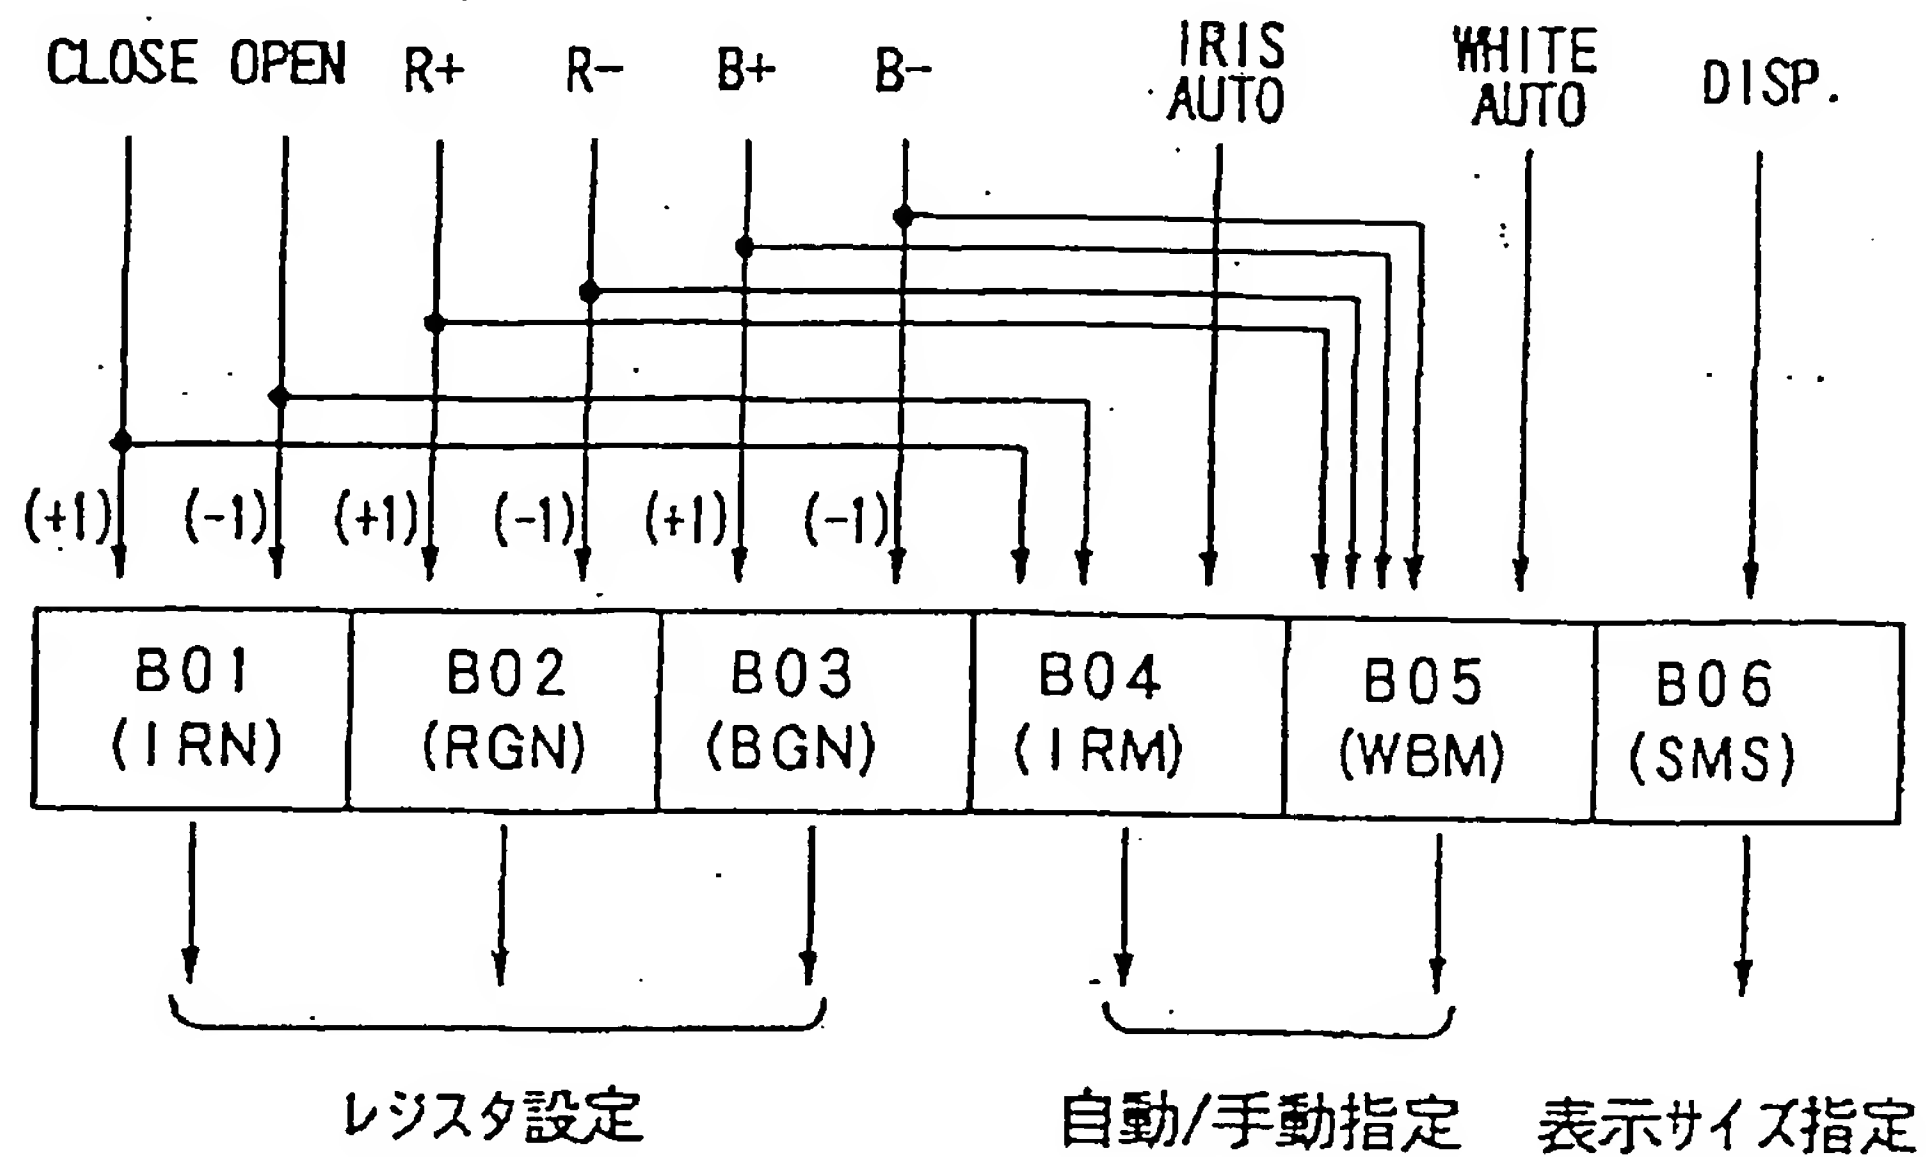 CLOSE OPEN R+ R- B+ B- IRIS AUTO WHITE AUTO DISP.
(+1) (-1) (+1) (-1) (+1) (-1)
B01 B02 B03 B04 B05 B06
(IRN) (RGN) (BGN) (IRM) (WBM) (SMS)
レジスタ設定 自動/手動指定 表示サイズ指定